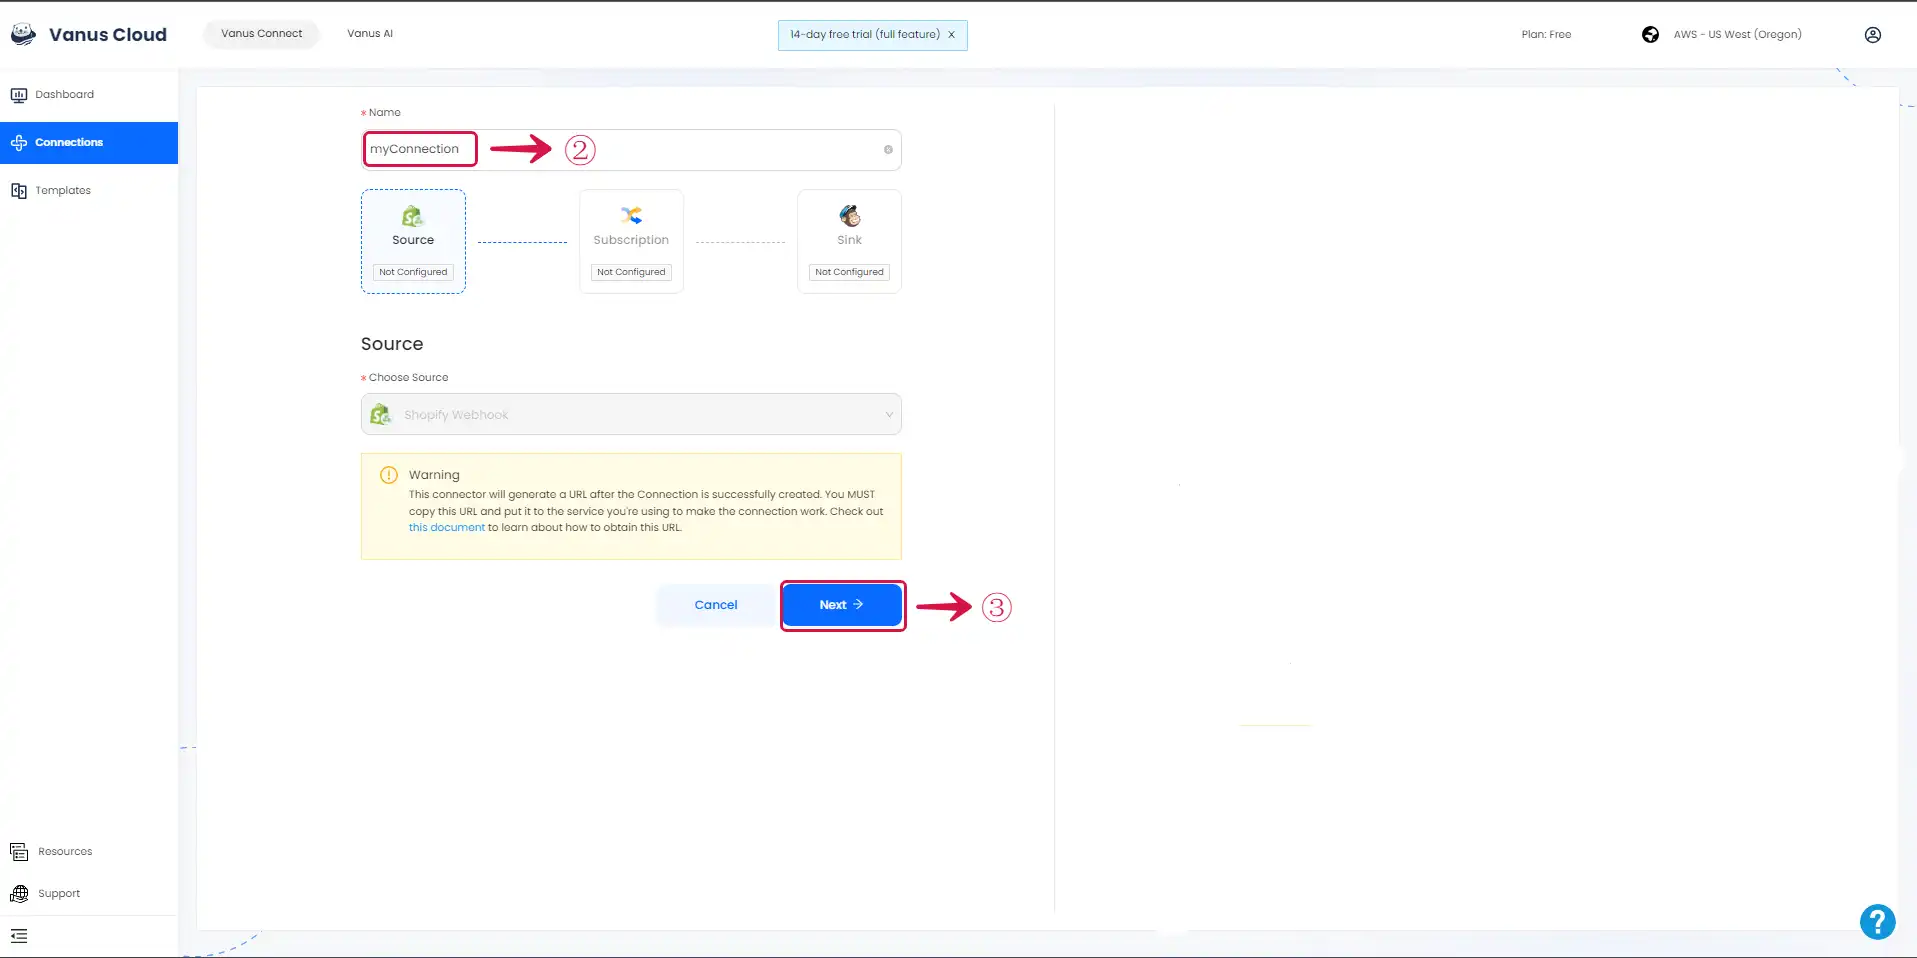 Vanus Cloud
Vanus Connect
Vanus AI
14-day free trial (full feature) X
Plan: Free
AWS - US West (Oregon)
Dashboard
Connections
Templates
* Name
myConnection
②
Source
Not Configured
Subscription
Not Configured
Sink
Not Configured
Source
* Choose Source
Shopify Webhook
Warning
This connector will generate a URL after the Connection is successfully created. You MUST
copy this URL and put it to the service you're using to make the connection work. Check out
this document to learn about how to obtain this URL.
Cancel
Next →
③
Resources
Support
?